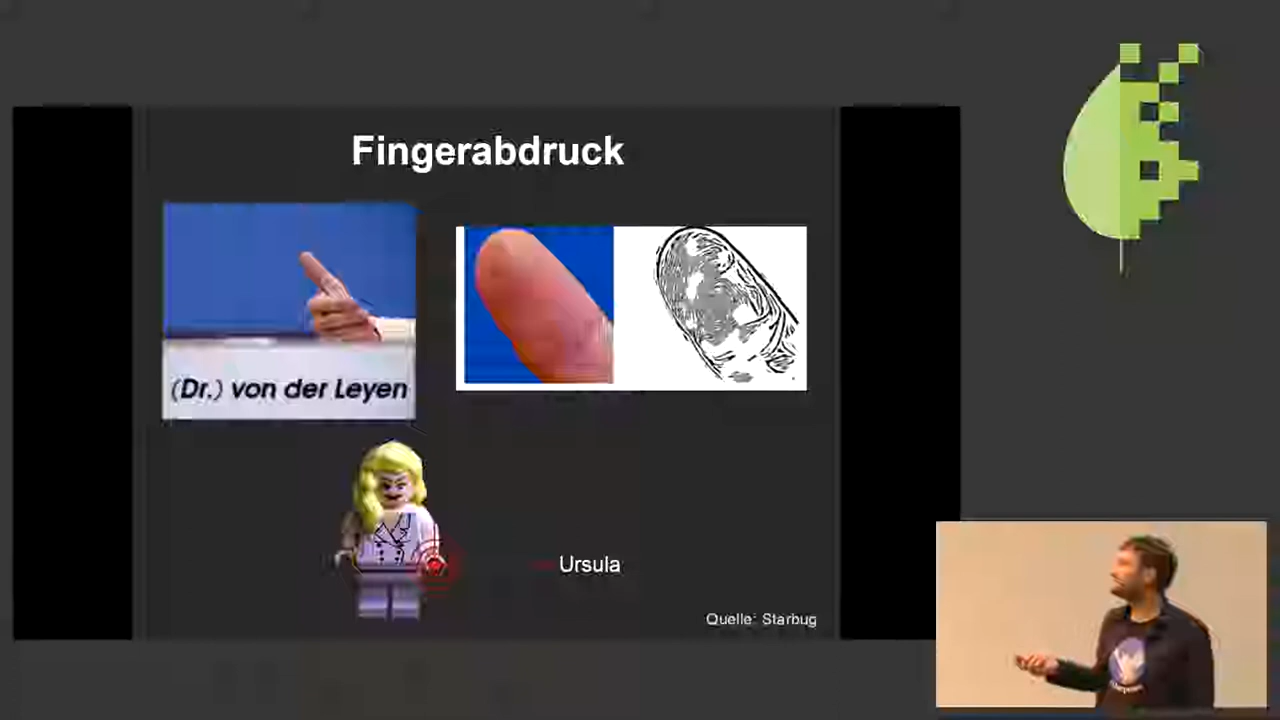 Fingerabdruck
(Dr.) von der Leyen
Ursula
Quelle: Starbug